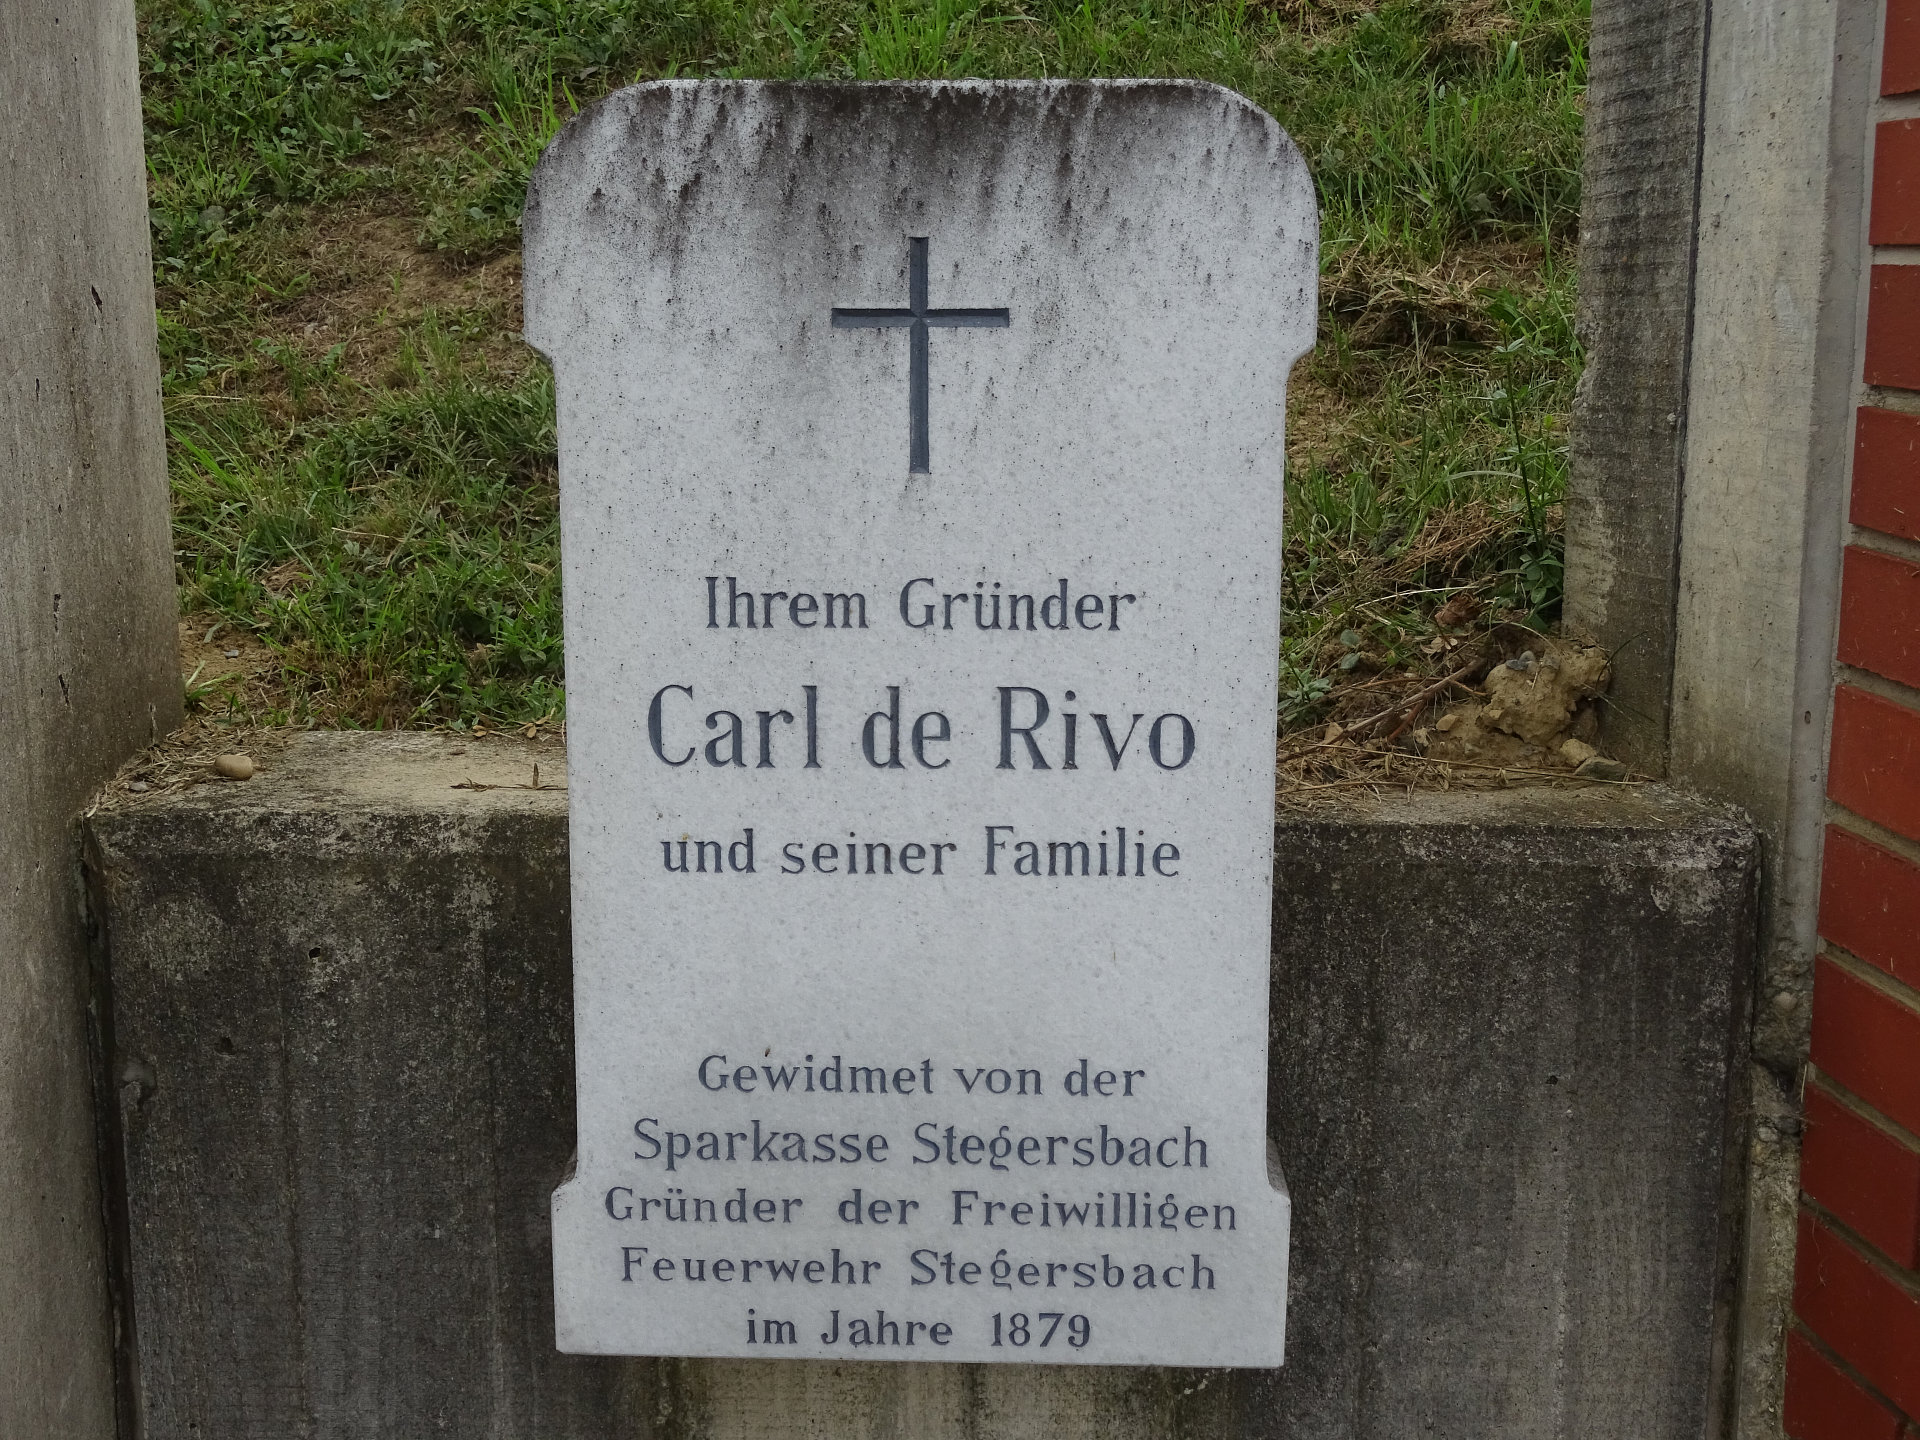 Ihrem Gründer
Carl de Rivo
und seiner Familie
Gewidmet von der
Sparkasse Stegersbach
Gründer der Freiwilligen
Feuerwehr Stegersbach
im Jahre 1879